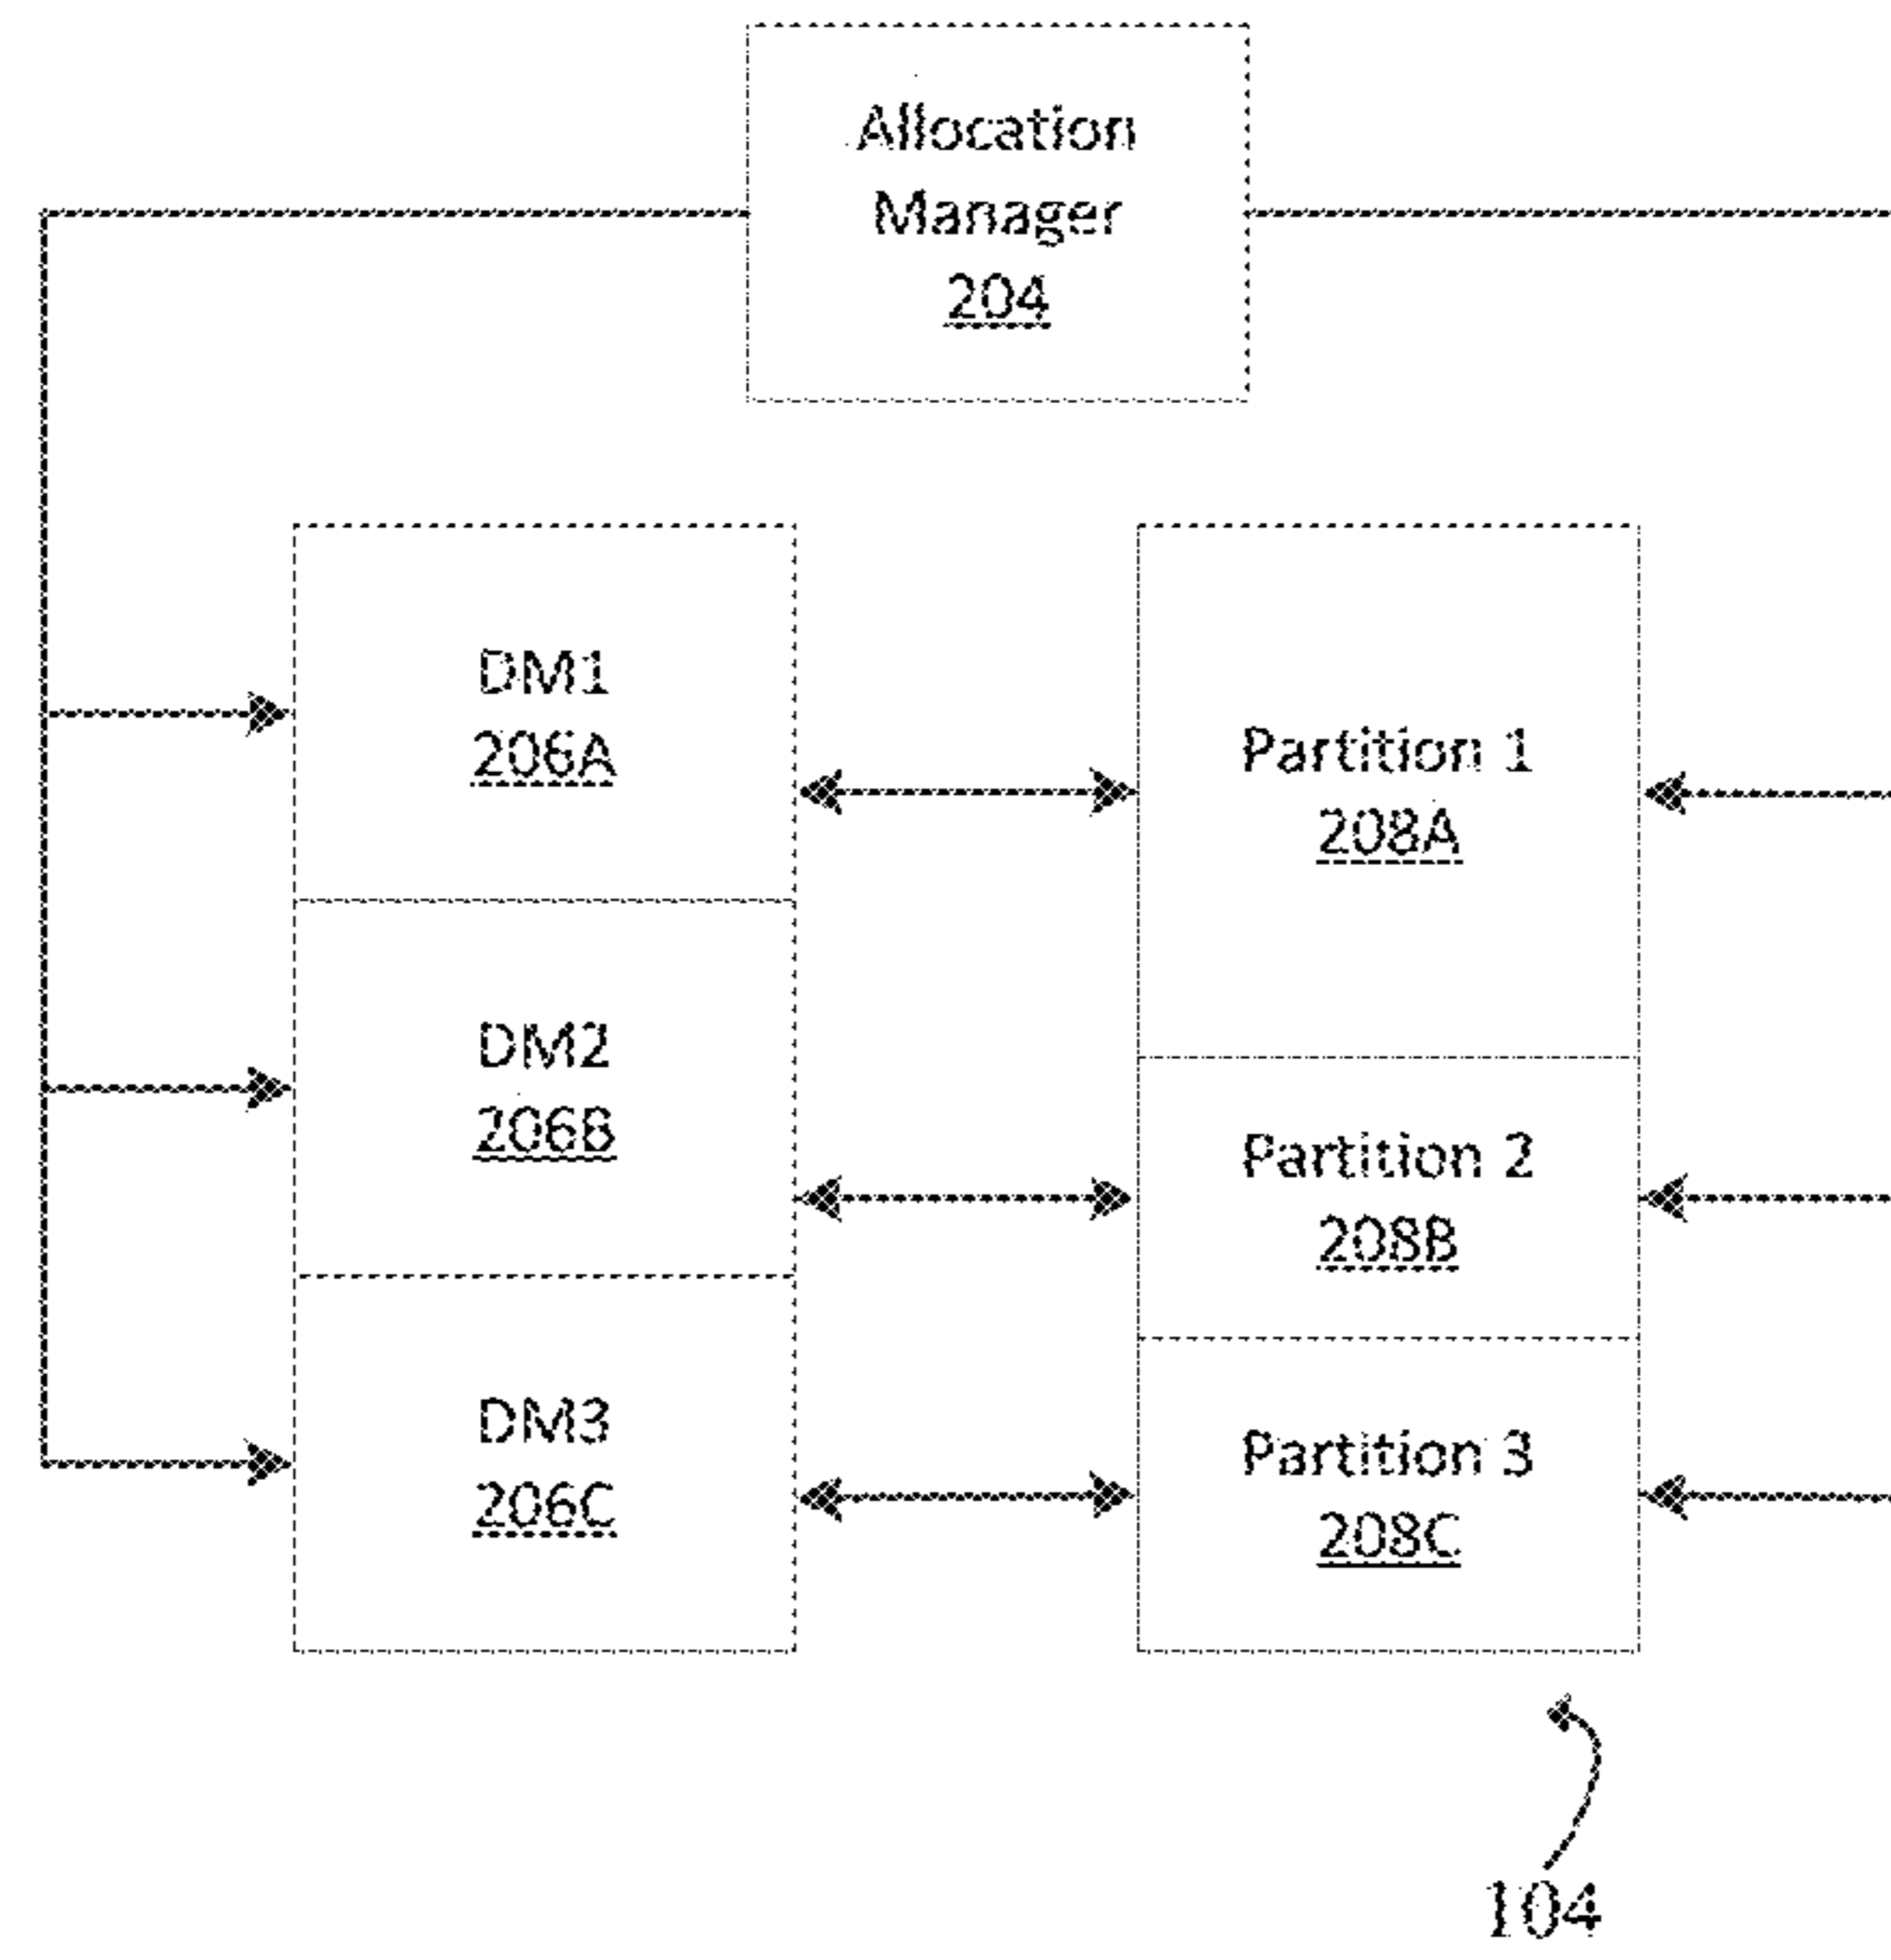 Allocation
Manager
204
DM1
206A
DM2
206B
DM3
206C
Partition 1
208A
Partition 2
208B
Partition 3
208C
104